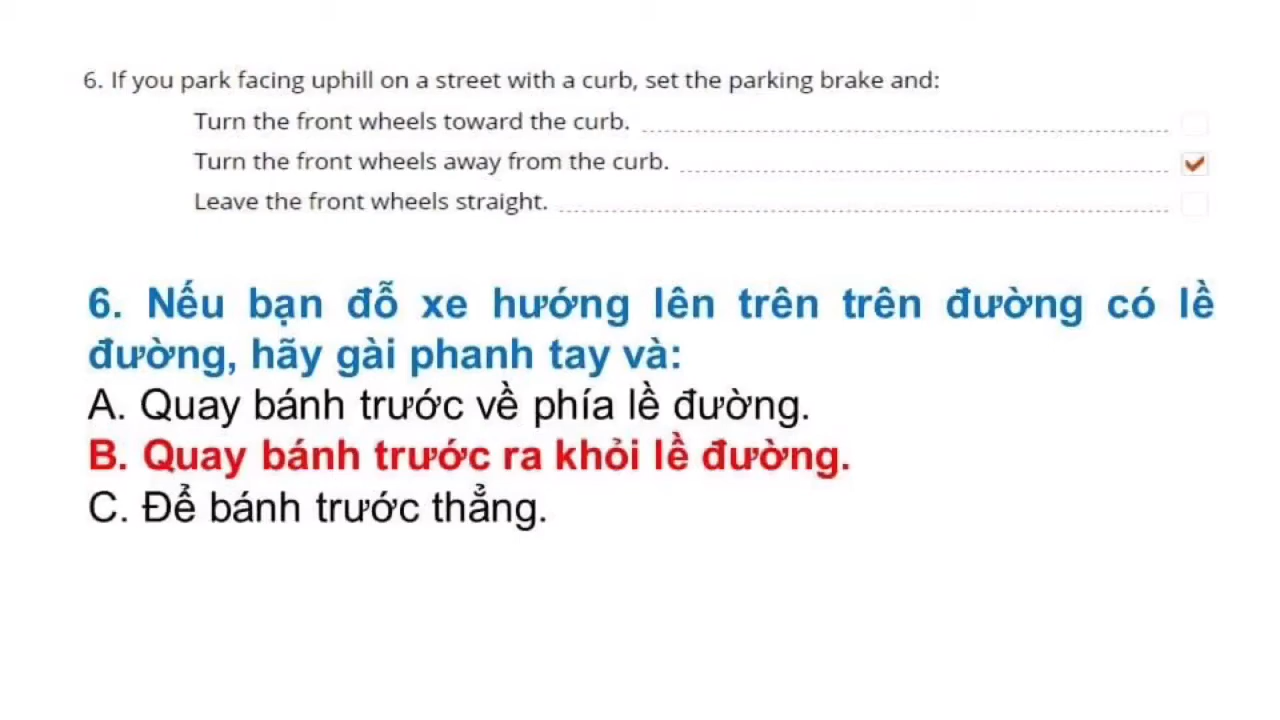 6. If you park facing uphill on a street with a curb, set the parking brake and:
Turn the front wheels toward the curb.
Turn the front wheels away from the curb.
Leave the front wheels straight.
6. Nếu bạn đỗ xe hướng lên trên trên đường có lề
đường, hãy gài phanh tay và:
A. Quay bánh trước về phía lề đường.
B. Quay bánh trước ra khỏi lề đường.
C. Để bánh trước thẳng.